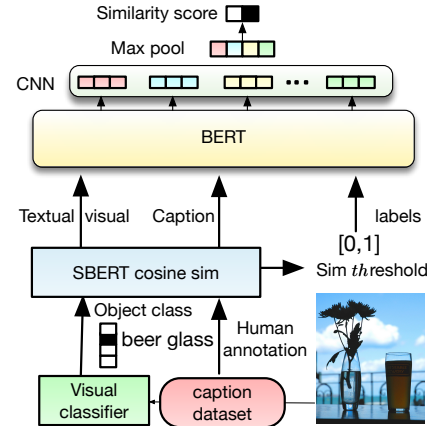 Similarity score
Max pool
CNN
BERT
Textual visual
Caption
labels
[0,1]
SBERT cosine sim
Sim threshold
Object class
beer glass
Human
annotation
Visual
classifier
caption
dataset